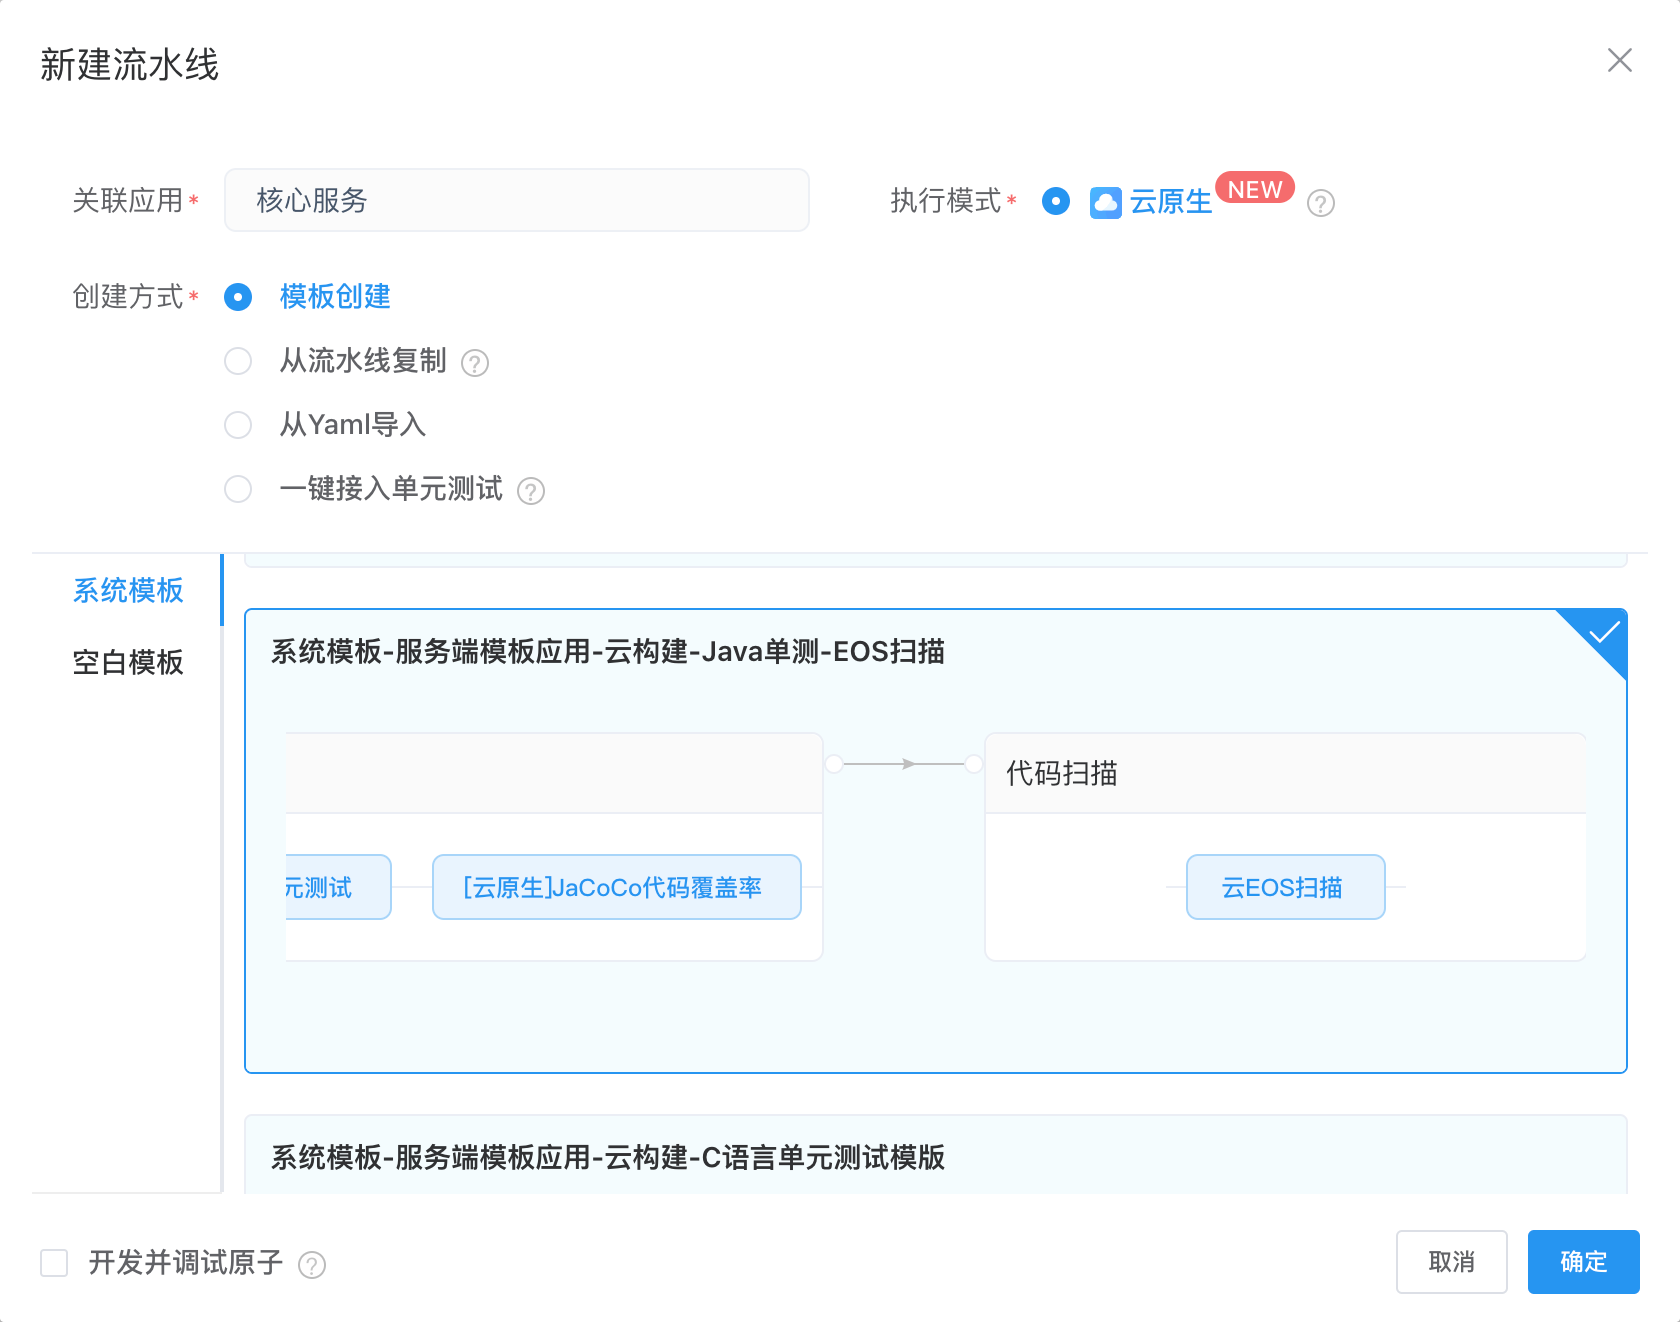 新建流水线
关联应用* 核心服务
执行模式* 云原生 NEW ?
创建方式* 模板创建
从流水线复制 ?
从Yaml导入
一键接入单元测试 ?
系统模板
空白模板
系统模板-服务端模板应用-云构建-Java单测-EOS扫描
代码扫描
元测试
[云原生]JaCoCo代码覆盖率
云EOS扫描
系统模板-服务端模板应用-云构建-C语言单元测试模版
开发并调试原子 ?
取消
确定